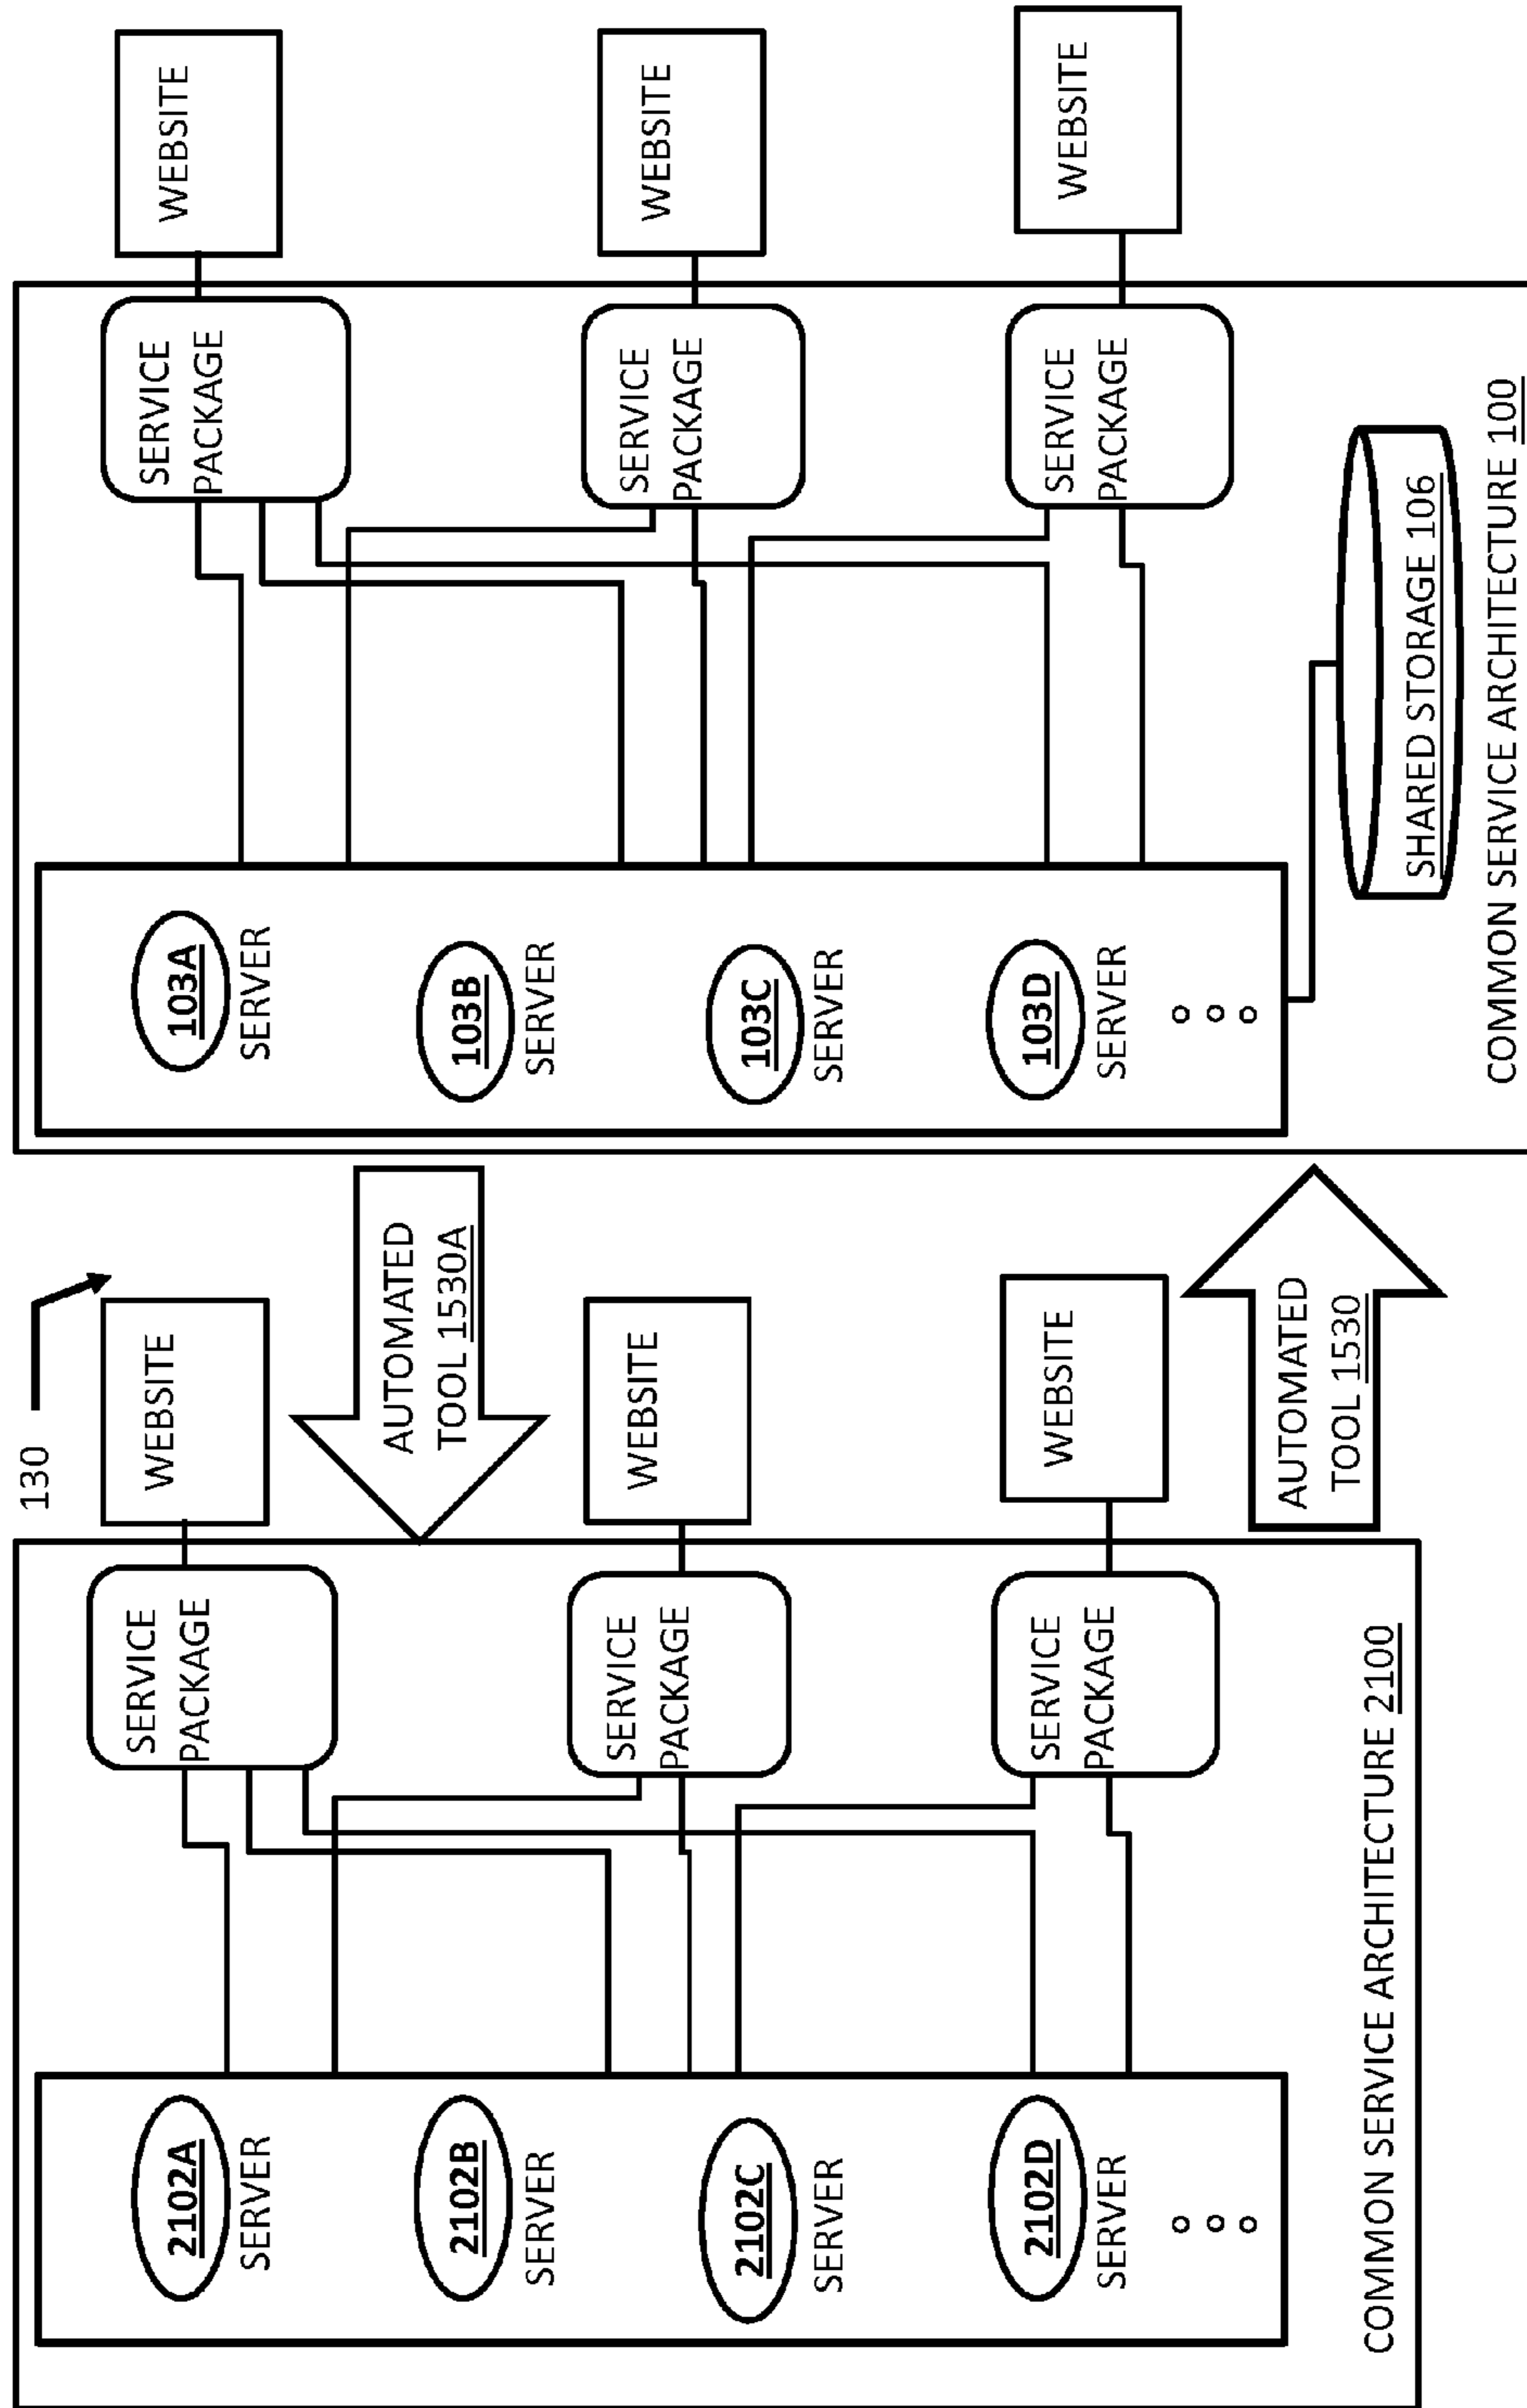 130
2102A
SERVER
2102B
SERVER
2102C
SERVER
2102D
SERVER
SERVICE
PACKAGE
SERVICE
PACKAGE
SERVICE
PACKAGE
COMMON SERVICE ARCHITECTURE 2100
WEBSITE
WEBSITE
WEBSITE
AUTOMATED
TOOL 1530A
AUTOMATED
TOOL 1530
103A
SERVER
103B
SERVER
103C
SERVER
103D
SERVER
SERVICE
PACKAGE
SERVICE
PACKAGE
SERVICE
PACKAGE
SHARED STORAGE 106
COMMON SERVICE ARCHITECTURE 100
WEBSITE
WEBSITE
WEBSITE